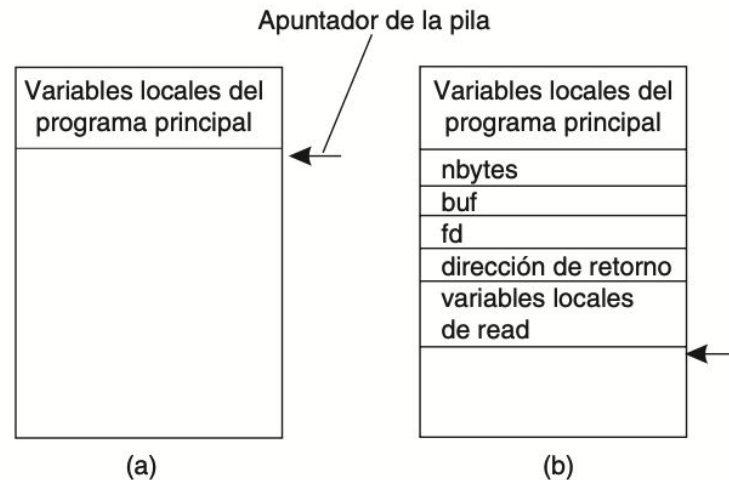 Apuntador de la pila
Variables locales del
programa principal
Variables locales del
programa principal
nbytes
buf
fd
dirección de retorno
variables locales
de read
(a)
(b)